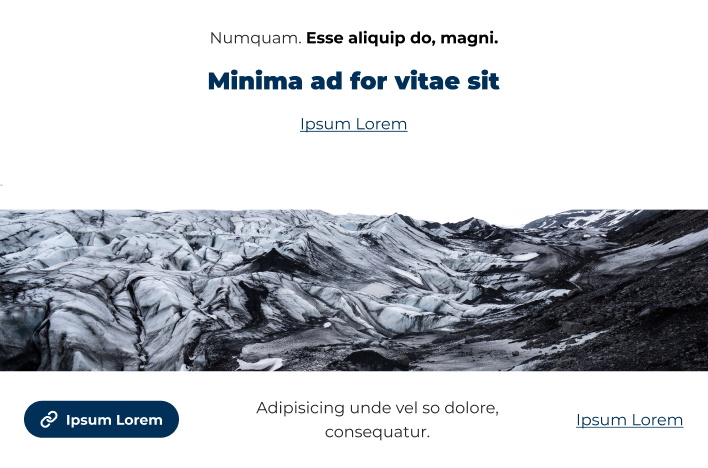 Numquam. Esse aliquip do, magni.
Minima ad for vitae sit
Ipsum Lorem
Ipsum Lorem
Adipisicing unde vel so dolore,
consequatur.
Ipsum Lorem